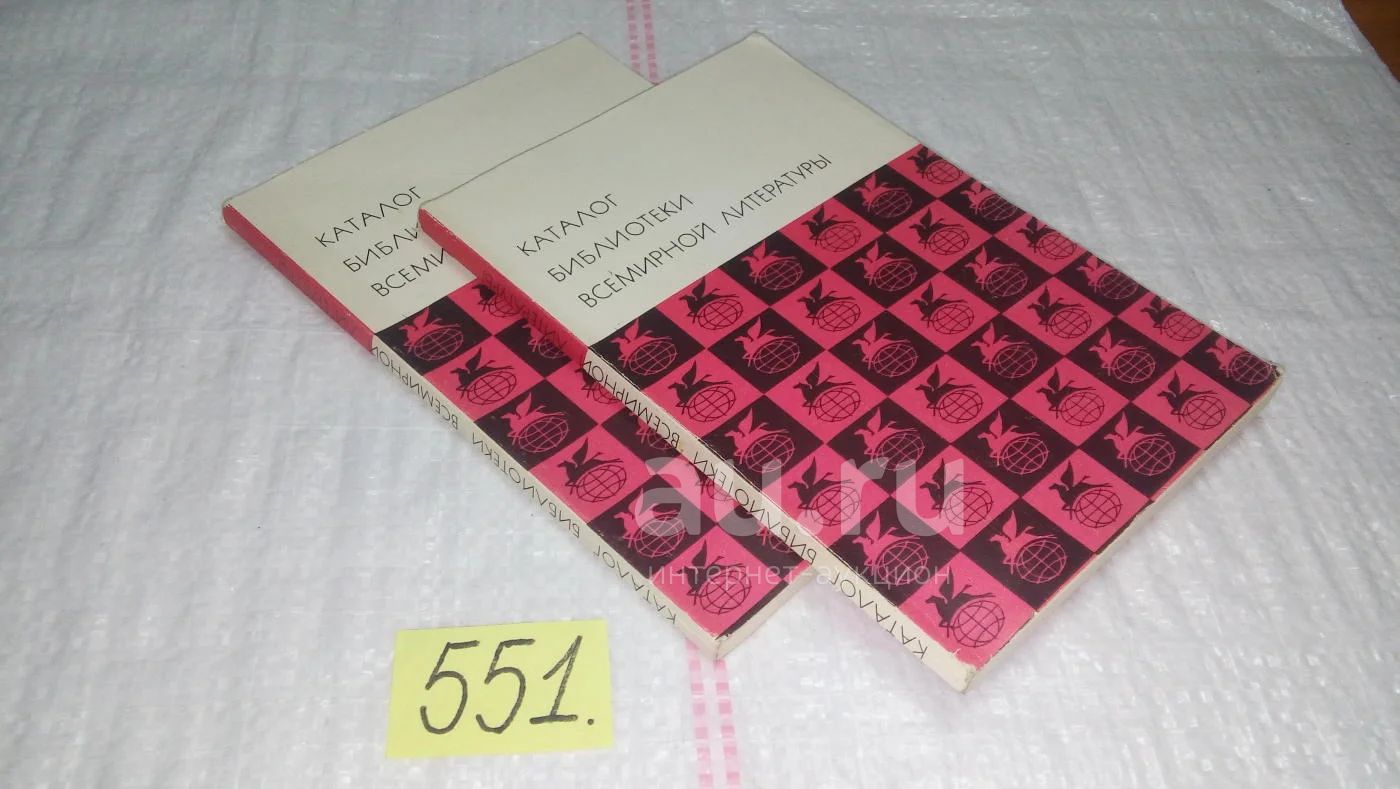 КАТАЛОГ
БИБЛИ
ВСЕМИ
КАТАЛОГ БИБЛИОТЕКИ ВСЕМИРНОЙ
КАТАЛОГ
БИБЛИОТЕКИ
ВСЕМИРНОЙ ЛИТЕРАТУРЫ
КАТАЛОГ БИБЛИОТЕКИ ВСЕМИРНОЙ
au.ru
интернет-аукцион
551.